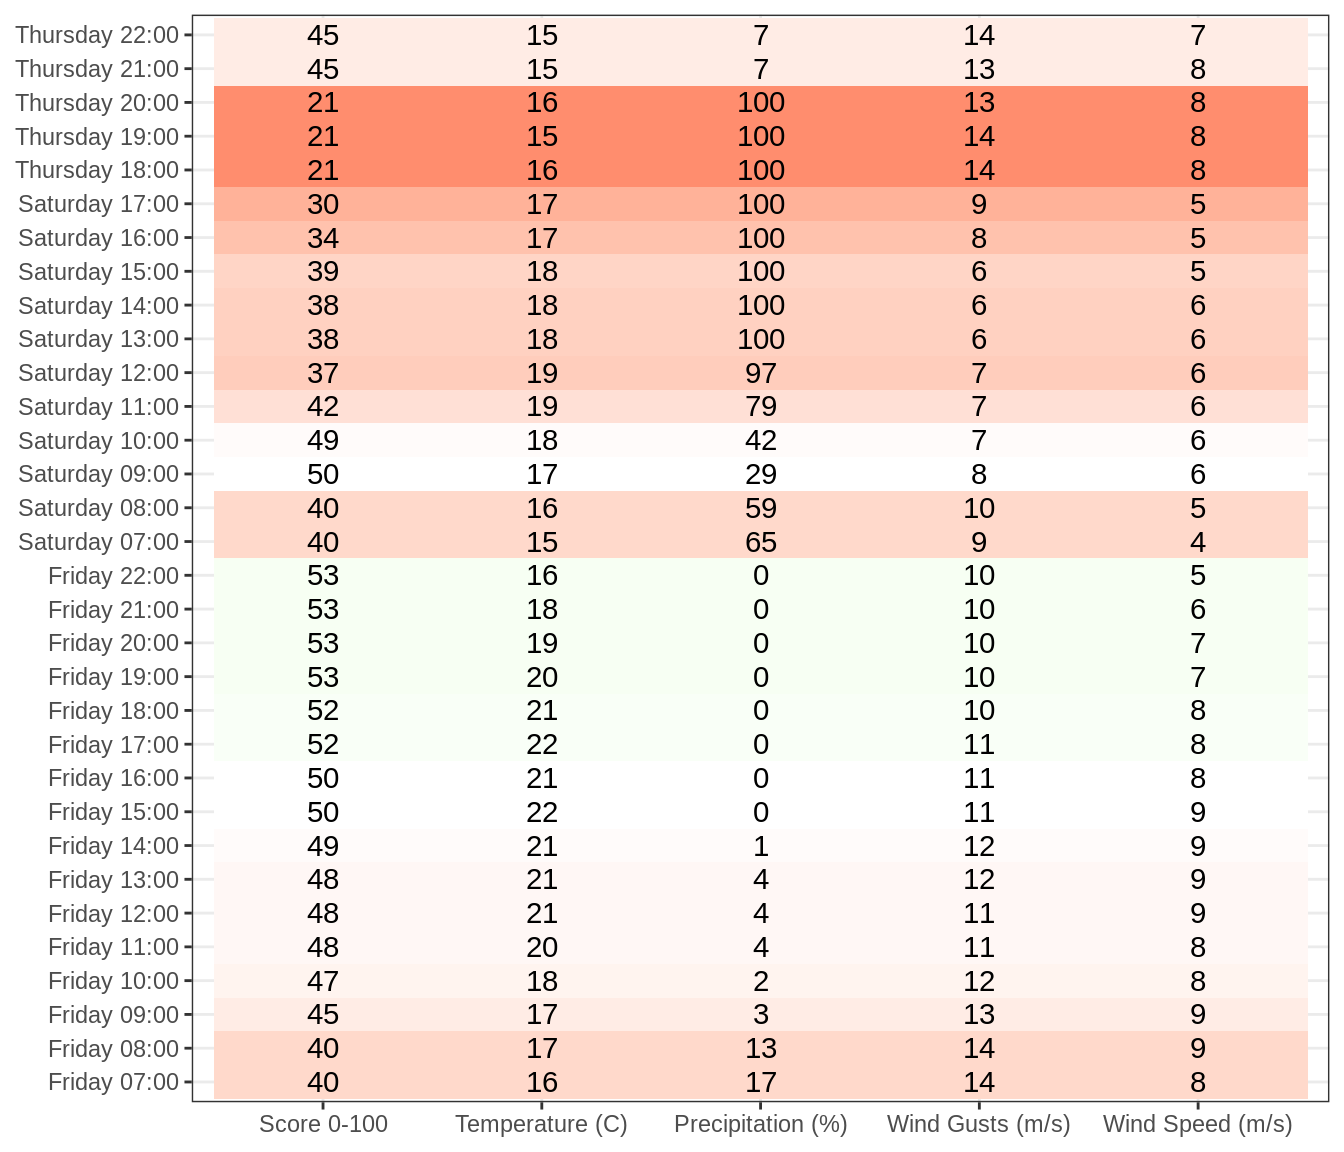 Thursday 22:00 45 15 7 14 7
Thursday 21:00 45 15 7 13 8
Thursday 20:00 21 16 100 13 8
Thursday 19:00 21 15 100 14 8
Thursday 18:00 21 16 100 14 8
Saturday 17:00 30 17 100 9 5
Saturday 16:00 34 17 100 8 5
Saturday 15:00 39 18 100 6 5
Saturday 14:00 38 18 100 6 6
Saturday 13:00 38 18 100 6 6
Saturday 12:00 37 19 97 7 6
Saturday 11:00 42 19 79 7 6
Saturday 10:00 49 18 42 7 6
Saturday 09:00 50 17 29 8 6
Saturday 08:00 40 16 59 10 5
Saturday 07:00 40 15 65 9 4
Friday 22:00 53 16 0 10 5
Friday 21:00 53 18 0 10 6
Friday 20:00 53 19 0 10 7
Friday 19:00 53 20 0 10 7
Friday 18:00 52 21 0 10 8
Friday 17:00 52 22 0 11 8
Friday 16:00 50 21 0 11 8
Friday 15:00 50 22 0 11 9
Friday 14:00 49 21 1 12 9
Friday 13:00 48 21 4 12 9
Friday 12:00 48 21 4 11 9
Friday 11:00 48 20 4 11 8
Friday 10:00 47 18 2 12 8
Friday 09:00 45 17 3 13 9
Friday 08:00 40 17 13 14 9
Friday 07:00 40 16 17 14 8
Score 0-100 Temperature (C) Precipitation (%) Wind Gusts (m/s) Wind Speed (m/s)